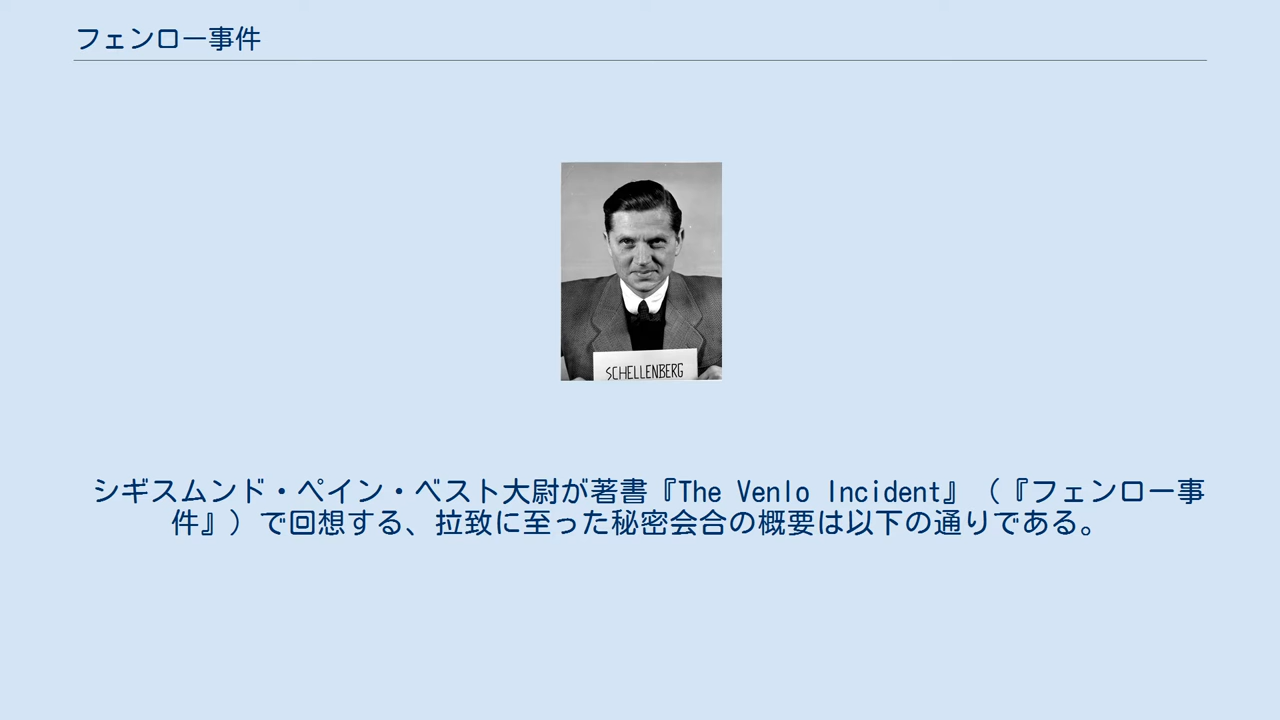 フェンロー事件
SCHELLENBERG
シギスムンド・ペイン・ベスト大尉が著書『The Venlo Incident』（『フェンロー事
件』）で回想する、拉致に至った秘密会合の概要は以下の通りである。